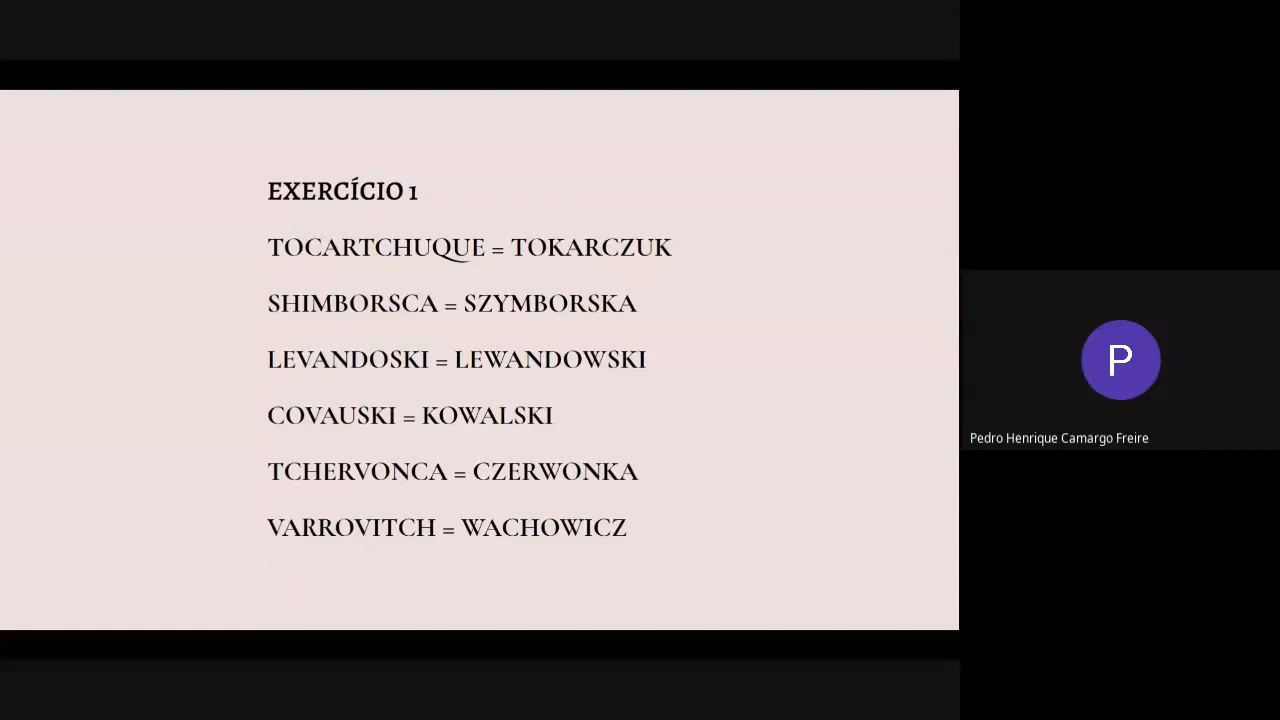 EXERCÍCIO 1
TOCARTCHUQUE = TOKARCZUK
SHIMBORSCA = SZYMBORSKA
LEVANDOSKI = LEWANDOWSKI
COVAUSKI = KOWALSKI
TCHERVONCA = CZERWONKA
VARROVITCH = WACHOWICZ
P
Pedro Henrique Camargo Freire